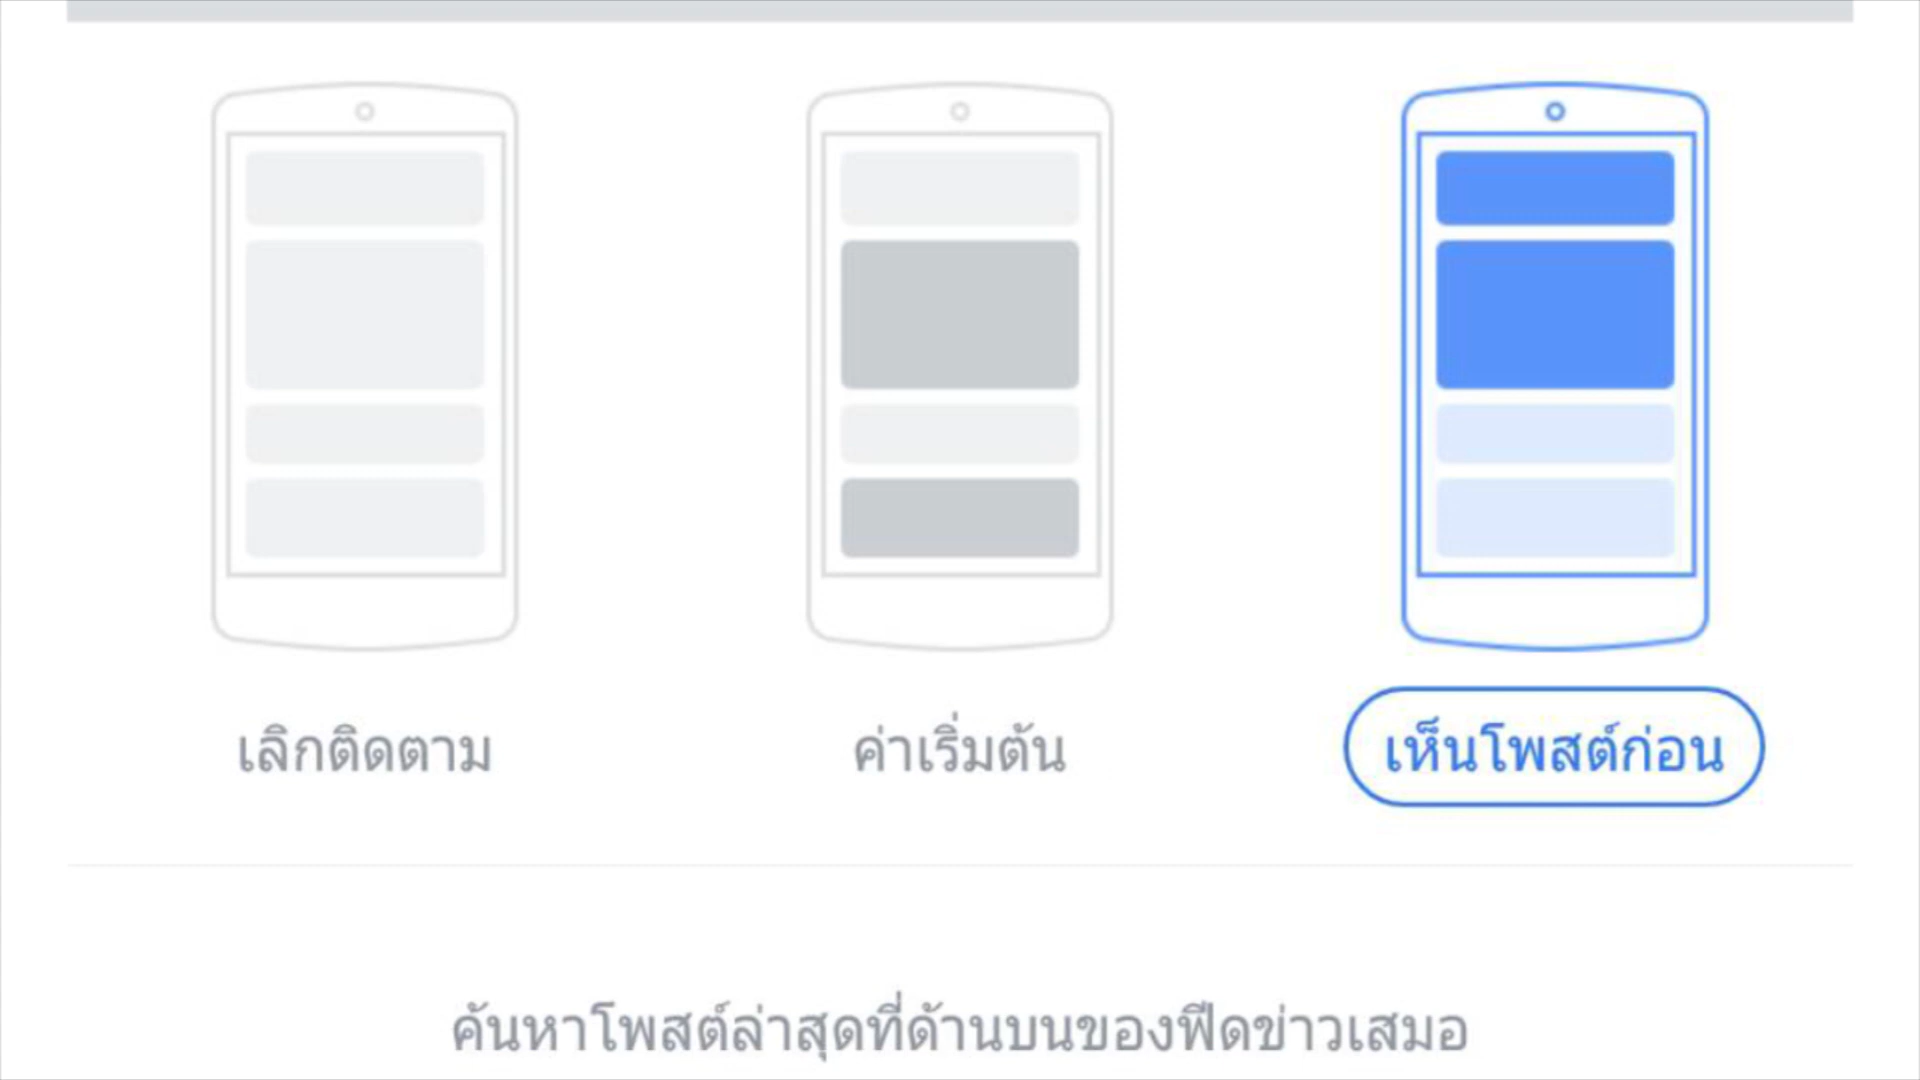 เลิกติดตาม
ค่าเริ่มต้น
เห็นโพสต์ก่อน
ค้นหาโพสต์ล่าสุดที่ด้านบนของฟีดข่าวเสมอ